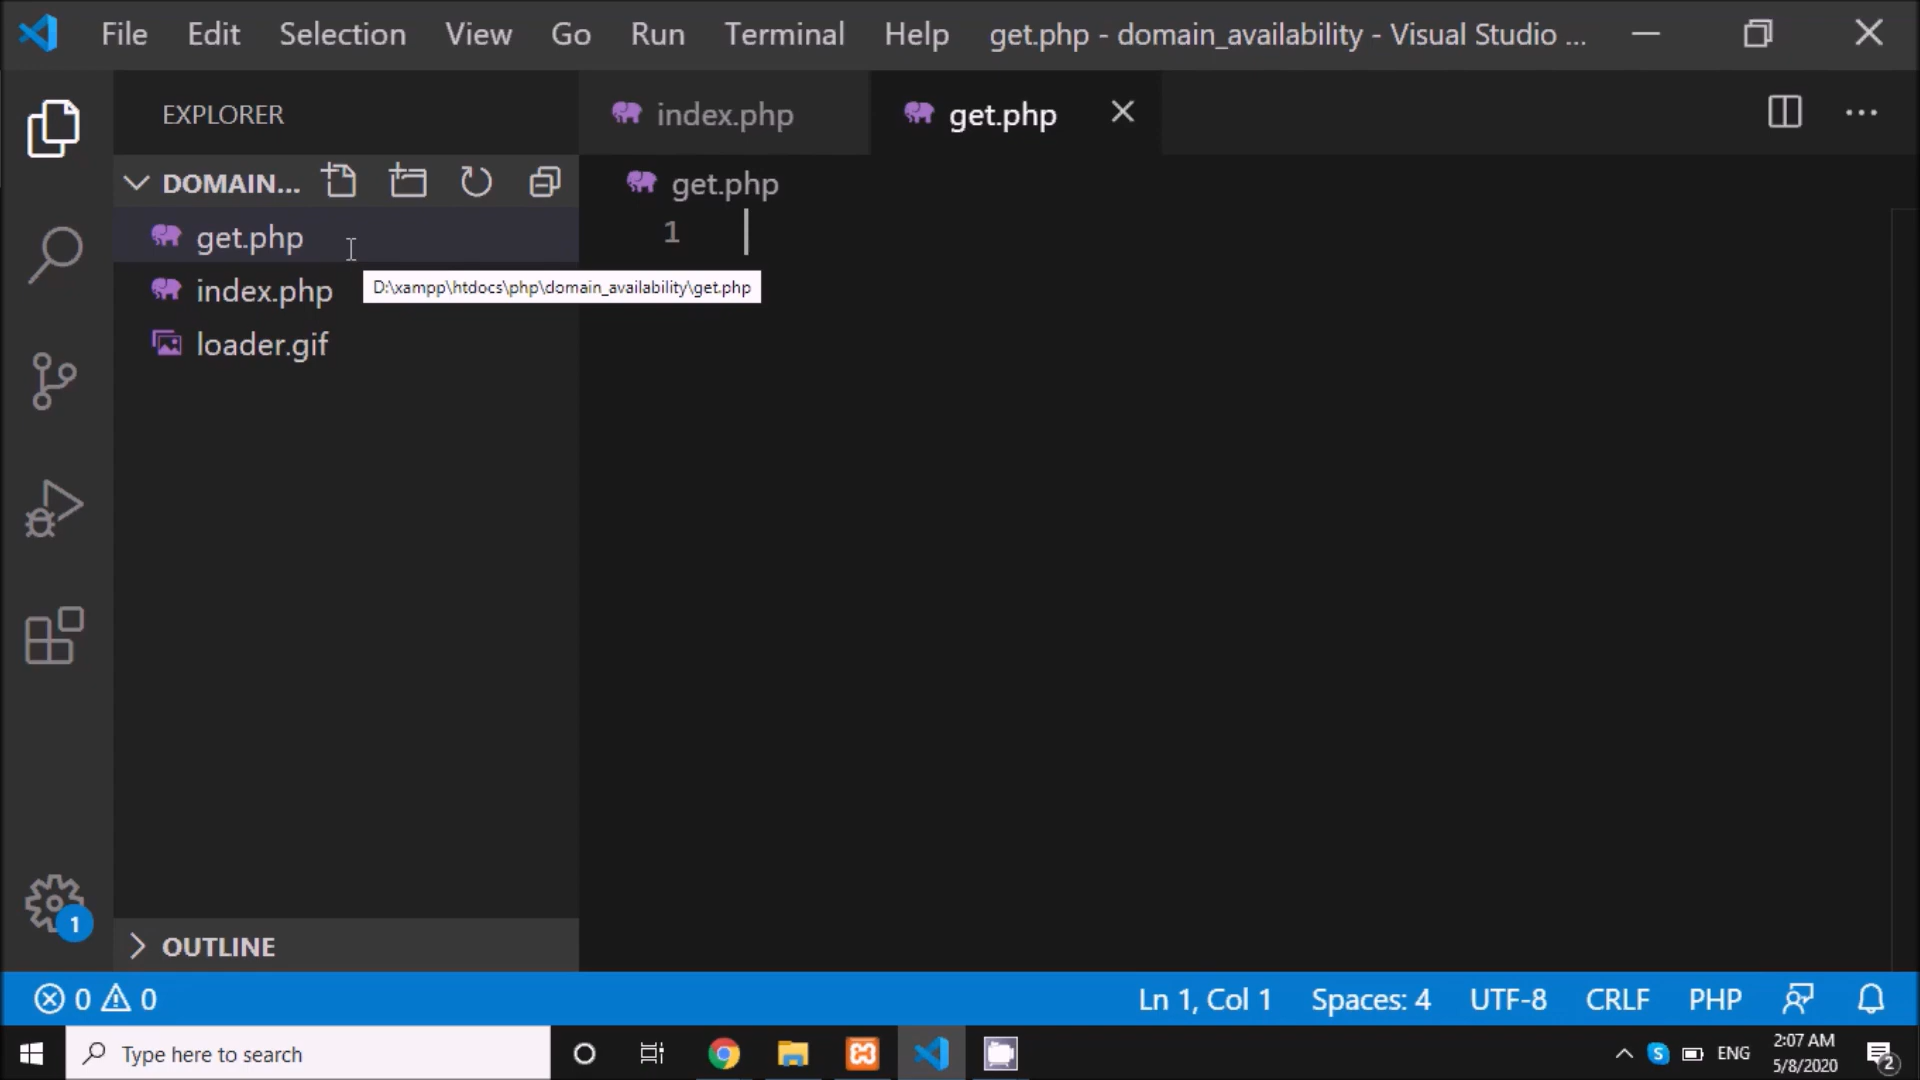 File Edit Selection View Go Run Terminal Help get.php - domain_availability - Visual Studio ...
EXPLORER
index.php
get.php
DOMAIN...
get.php
get.php
1
D:\xampp\htdocs\php\domain_availability\get.php
index.php
loader.gif
1
OUTLINE
0 0
Ln 1, Col 1 Spaces: 4 UTF-8 CRLF PHP
Type here to search
ENG
2:07 AM
5/8/2020
2